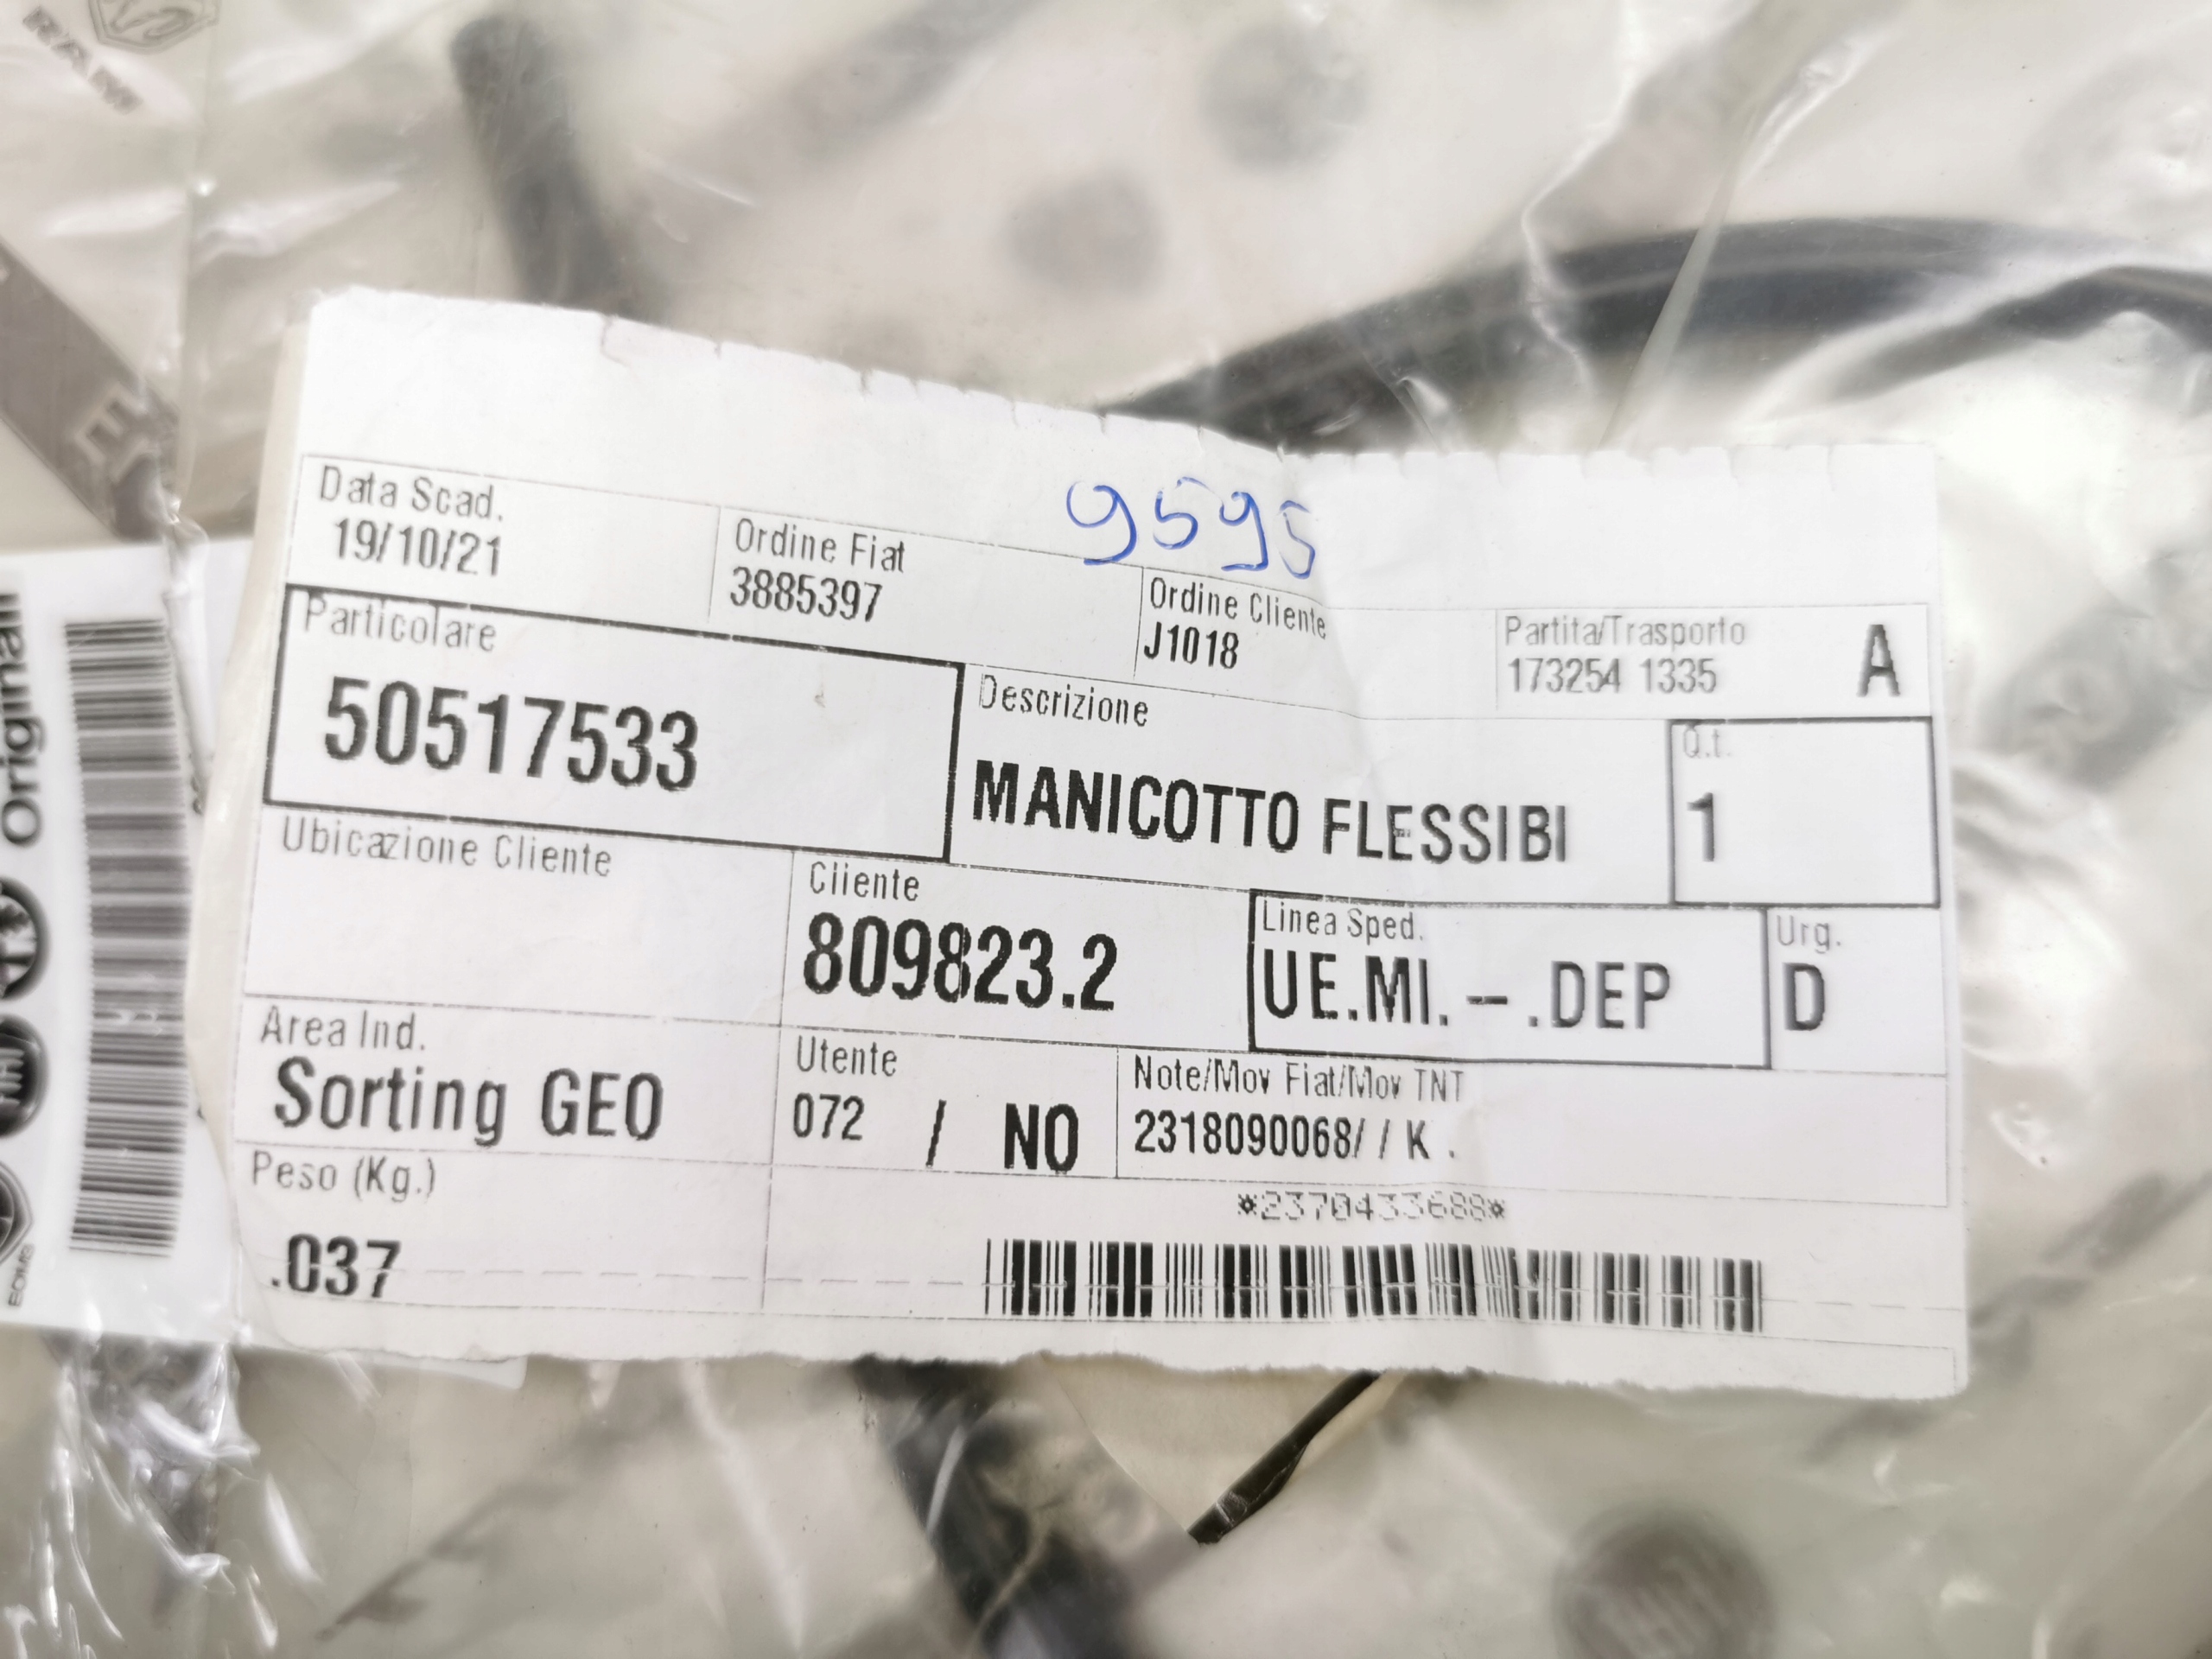 RAM
9595
Data Scad.
19/10/21
Ordine Fiat
3885397
Ordine Cliente
J1018
Partita/Trasporto
173254 1335
A
Particolare
50517533
Descrizione
MANICOTTO FLESSIBI
Q.t.
1
Ubicazione Cliente
Cliente
809823.2
Linea Sped.
UE.MI. - .DEP
Urg.
D
Area Ind.
Sorting GEO
Utente
072 / NO
Note/Mov Fiat/Mov TNT
2318090068/ / K .
Peso (Kg.)
.037
*2370433688*